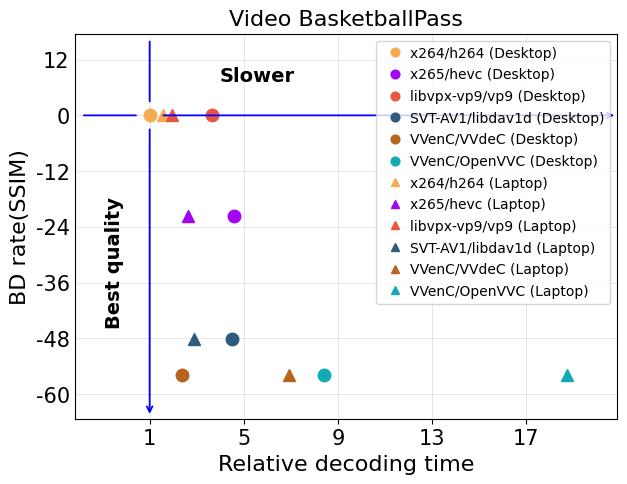 Video BasketballPass
BD rate(SSIM)
12
0
-12
-24
-36
-48
-60
Slower
Best quality
x264/h264 (Desktop)
x265/hevc (Desktop)
libvpx-vp9/vp9 (Desktop)
SVT-AV1/libdav1d (Desktop)
VVenC/VVdeC (Desktop)
VVenC/OpenVVC (Desktop)
x264/h264 (Laptop)
x265/hevc (Laptop)
libvpx-vp9/vp9 (Laptop)
SVT-AV1/libdav1d (Laptop)
VVenC/VVdeC (Laptop)
VVenC/OpenVVC (Laptop)
1 5 9 13 17
Relative decoding time